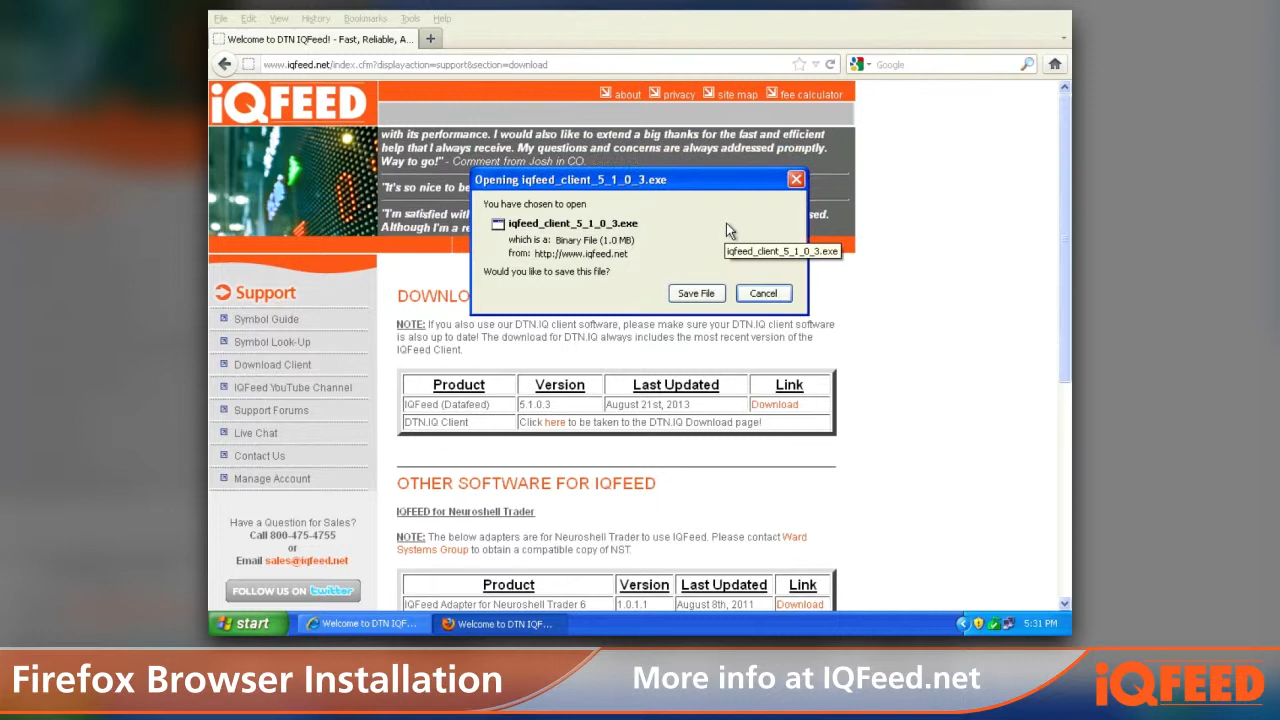 File Edit View History Bookmarks Tools Help
Welcome to DTN IQFeed! - Fast, Reliable, A...
www.iqfeed.net/index.cfm?displayaction=support&section=download
Google
iQFEED
about privacy site map fee calculator
with its performance. I would also like to extend a big thanks for the fast and efficient
help that I always receive. My questions and concerns are always addressed promptly.
Way to go!" - Comment from Josh in CO.
"It's so nice to be
"I'm satisfied with
Although I'm a
Opening iqfeed_client_5_1_0_3.exe
You have chosen to open
iqfeed_client_5_1_0_3.exe
which is a: Binary File (1.0 MB)
from: http://www.iqfeed.net
Would you like to save this file?
Save File Cancel
iqfeed_client_5_1_0_3.exe
Support
Symbol Guide
Symbol Look-Up
Download Client
IQFeed YouTube Channel
Support Forums
Live Chat
Contact Us
Manage Account
Have a Question for Sales?
Call 800-475-4755
or
Email sales@iqfeed.net
FOLLOW US ON twitter
DOWNLO
NOTE: If you also use our DTN.IQ client software, please make sure your DTN.IQ client software
is also up to date! The download for DTN.IQ always includes the most recent version of the
IQFeed Client.
Product Version Last Updated Link
IQFeed (Datafeed) 5.1.0.3 August 21st, 2013 Download
DTN.IQ Client Click here to be taken to the DTN.IQ Download page!
OTHER SOFTWARE FOR IQFEED
IQFEED for Neuroshell Trader
NOTE: The below adapters are for Neuroshell Trader to use IQFeed. Please contact Ward
Systems Group to obtain a compatible copy of NST.
Product Version Last Updated Link
IQFeed Adapter for Neuroshell Trader 6 1.0.1.1 August 8th, 2011 Download
start Welcome to DTN IQF... Welcome to DTN IQF... 5:31 PM
Firefox Browser Installation More info at IQFeed.net iQFEED